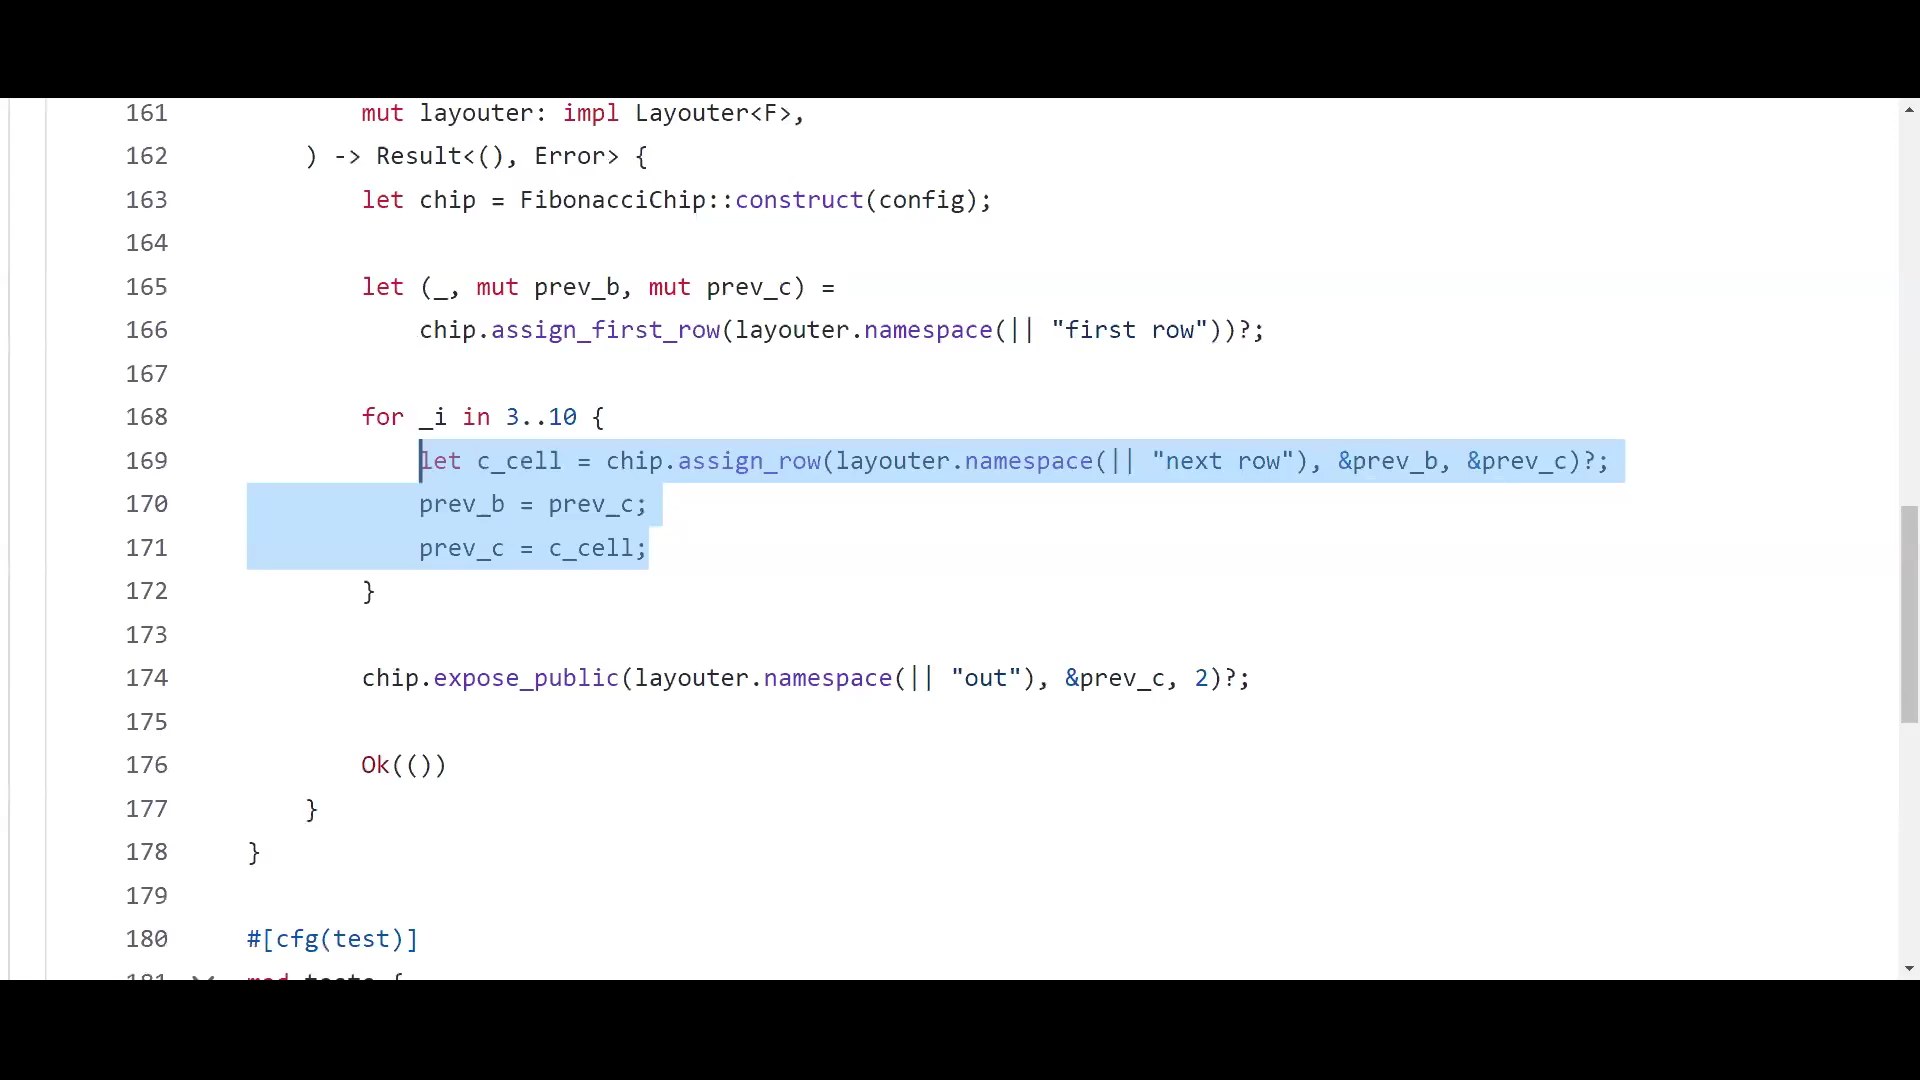 161 mut layouter: impl Layouter<F>,
162 ) -> Result<(), Error> {
163 let chip = FibonacciChip::construct(config);
164
165 let (_, mut prev_b, mut prev_c) =
166 chip.assign_first_row(layouter.namespace(|| "first row"))?;
167
168 for _i in 3..10 {
169 let c_cell = chip.assign_row(layouter.namespace(|| "next row"), &prev_b, &prev_c)?;
170 prev_b = prev_c;
171 prev_c = c_cell;
172 }
173
174 chip.expose_public(layouter.namespace(|| "out"), &prev_c, 2)?;
175
176 Ok(())
177 }
178 }
179
180 #[cfg(test)]
181 mod tests {